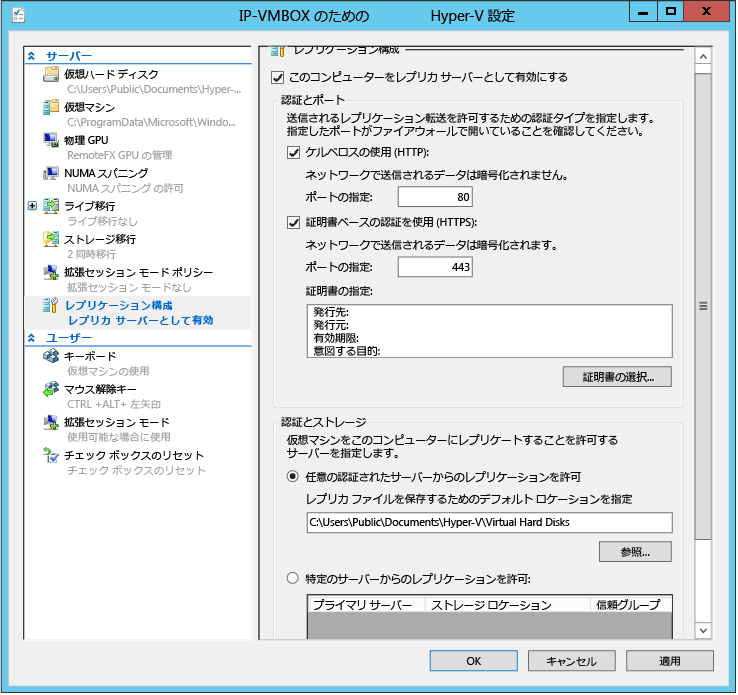 IP-VMBOX のための Hyper-V 設定
サーバー
仮想ハード ディスク
C:\Users\Public\Documents\Hyper-...
仮想マシン
C:\ProgramData\Microsoft\Windo...
物理 GPU
RemoteFX GPU の管理
NUMA スパニング
NUMA スパニング の許可
ライブ移行
ライブ移行なし
ストレージ移行
2 同時移行
拡張セッション モード ポリシー
拡張セッション モードなし
レプリケーション構成
レプリカ サーバーとして有効
ユーザー
キーボード
仮想マシンの使用
マウス解除キー
CTRL +ALT+ 左矢印
拡張セッション モード
使用可能な場合に使用
チェック ボックスのリセット
チェック ボックスのリセット
レプリケーション構成
このコンピューターをレプリカ サーバーとして有効にする
認証とポート
送信されるレプリケーション転送を許可するための認証タイプを指定します。
指定したポートがファイアウォールで開いていることを確認してください。
ケルベロスの使用 (HTTP):
ネットワークで送信されるデータは暗号化されません。
ポートの指定: 80
証明書ベースの認証を使用 (HTTPS):
ネットワークで送信されるデータは暗号化されます。
ポートの指定: 443
証明書の指定:
発行先:
発行元:
有効期限:
意図する目的:
証明書の選択...
認証とストレージ
仮想マシンをこのコンピューターにレプリケートすることを許可する
サーバーを指定します。
任意の認証されたサーバーからのレプリケーションを許可
レプリカ ファイルを保存するためのデフォルト ロケーションを指定
C:\Users\Public\Documents\Hyper-V\Virtual Hard Disks
参照...
特定のサーバーからのレプリケーションを許可:
プライマリ サーバー ストレージ ロケーション 信頼グループ
OK キャンセル 適用